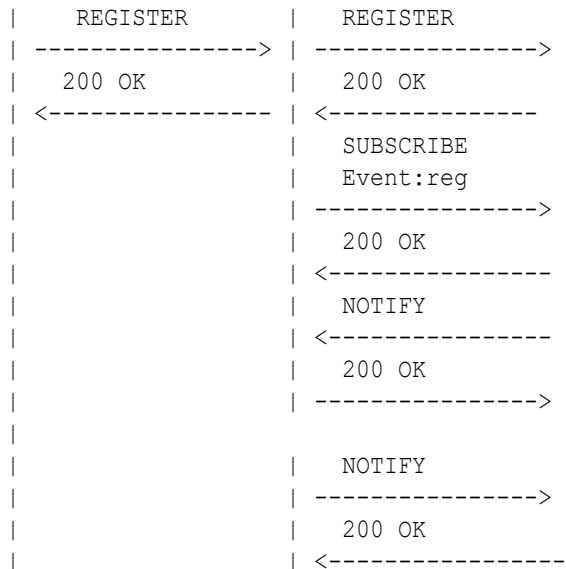 |    REGISTER       |   REGISTER
| ----------------> | ---------------->
|   200 OK          |   200 OK
| <---------------- | <---------------
|                   |   SUBSCRIBE
|                   |   Event:reg
|                   | ---------------->
|                   |   200 OK
|                   | <----------------
|                   |   NOTIFY
|                   | <----------------
|                   |   200 OK
|                   | ---------------->
|
|                   |   NOTIFY
|                   | ---------------->
|                   |   200 OK
|                   | <-----------------